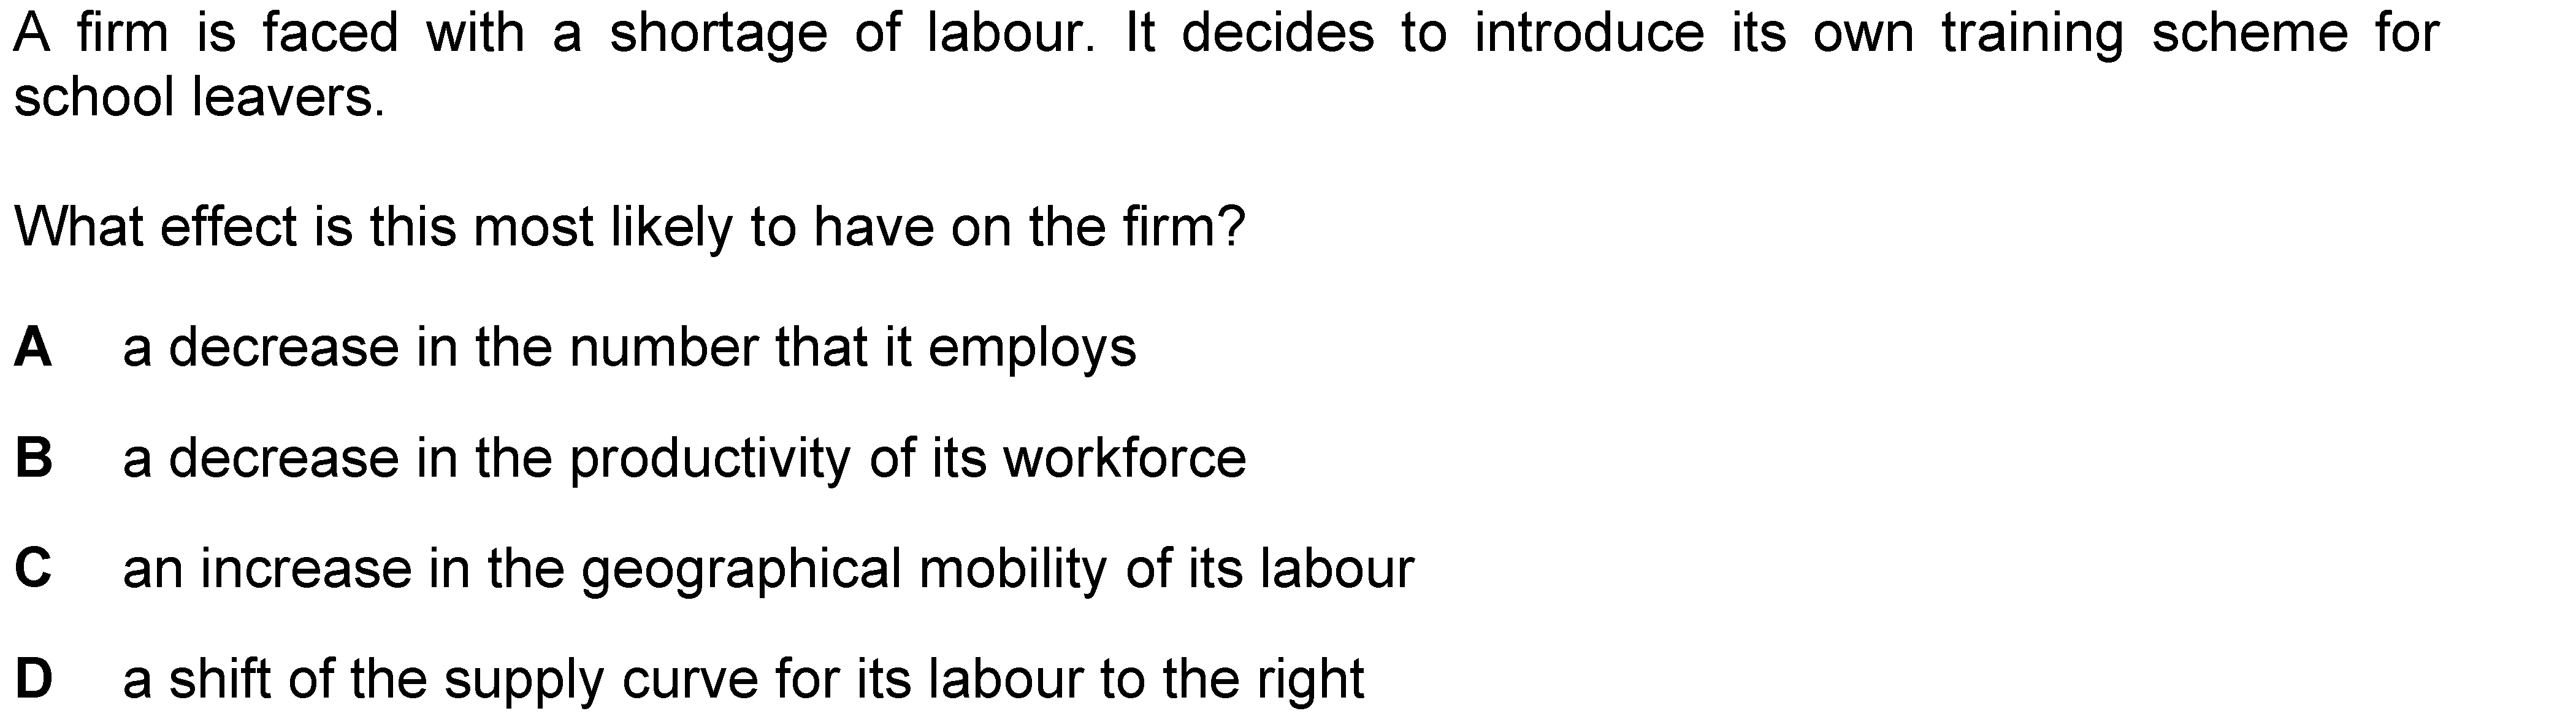 A firm is faced with a shortage of labour. It decides to introduce its own training scheme for
school leavers.
What effect is this most likely to have on the firm?
A a decrease in the number that it employs
B a decrease in the productivity of its workforce
C an increase in the geographical mobility of its labour
D a shift of the supply curve for its labour to the right